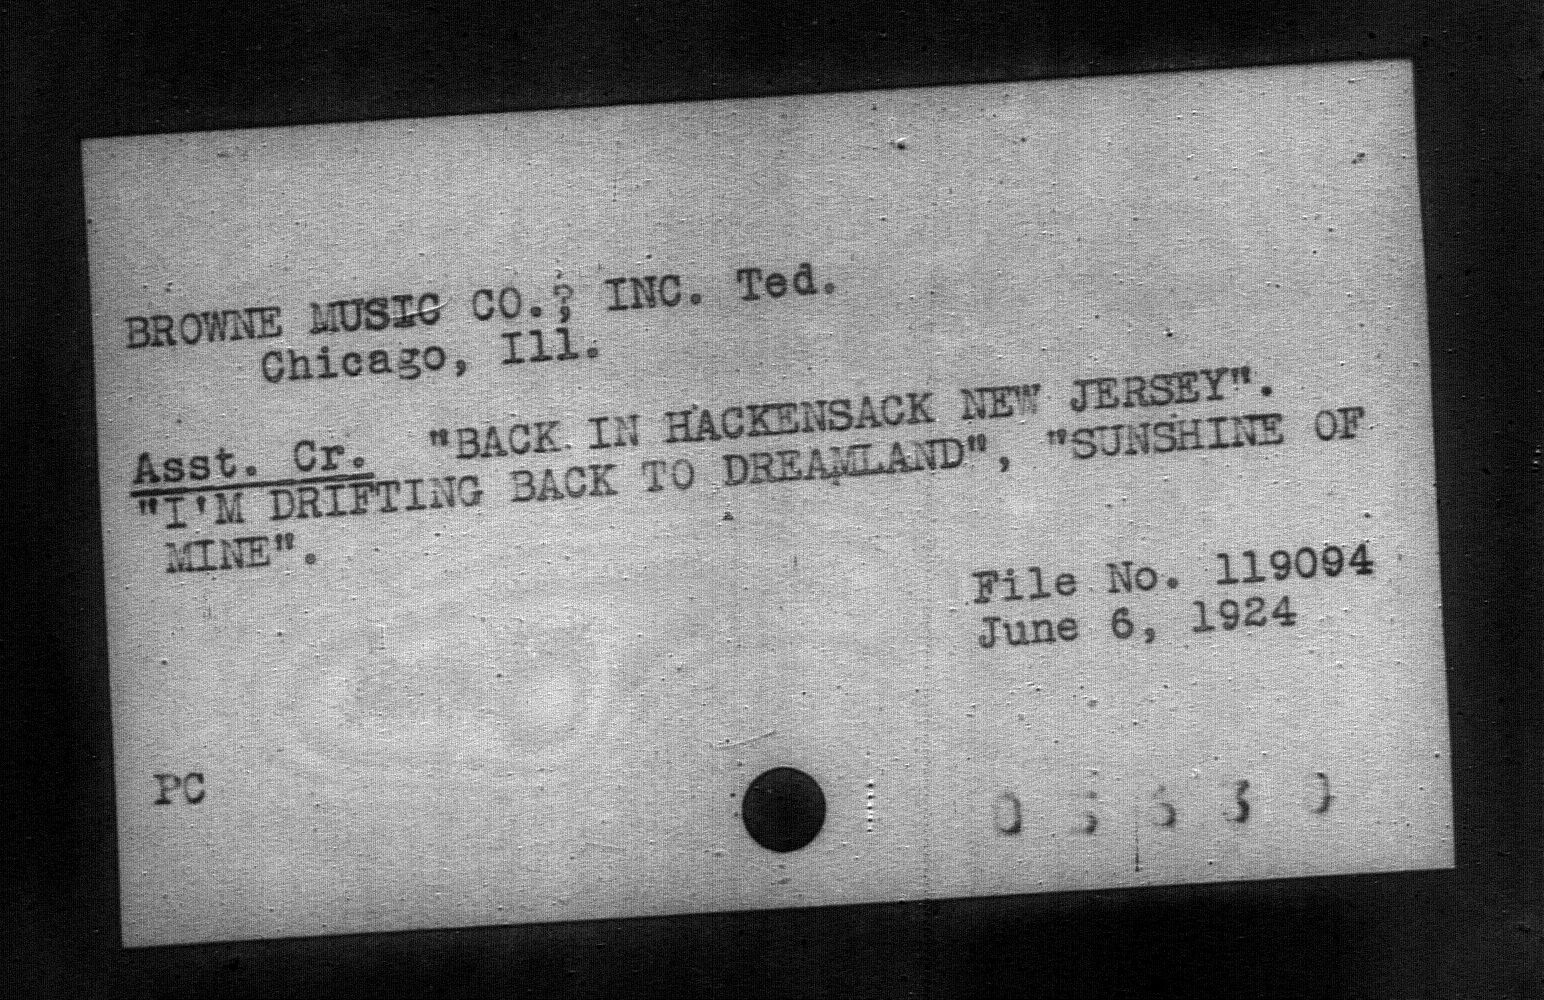 BROWNE MUSIC CO., INC. Ted.
Chicago, Ill.
Asst. Cr. "BACK IN HACKENSACK NEW JERSEY".
"I'M DRIFTING BACK TO DREAMLAND", "SUNSHINE OF
MINE".
File No. 119094
June 6, 1924
PC